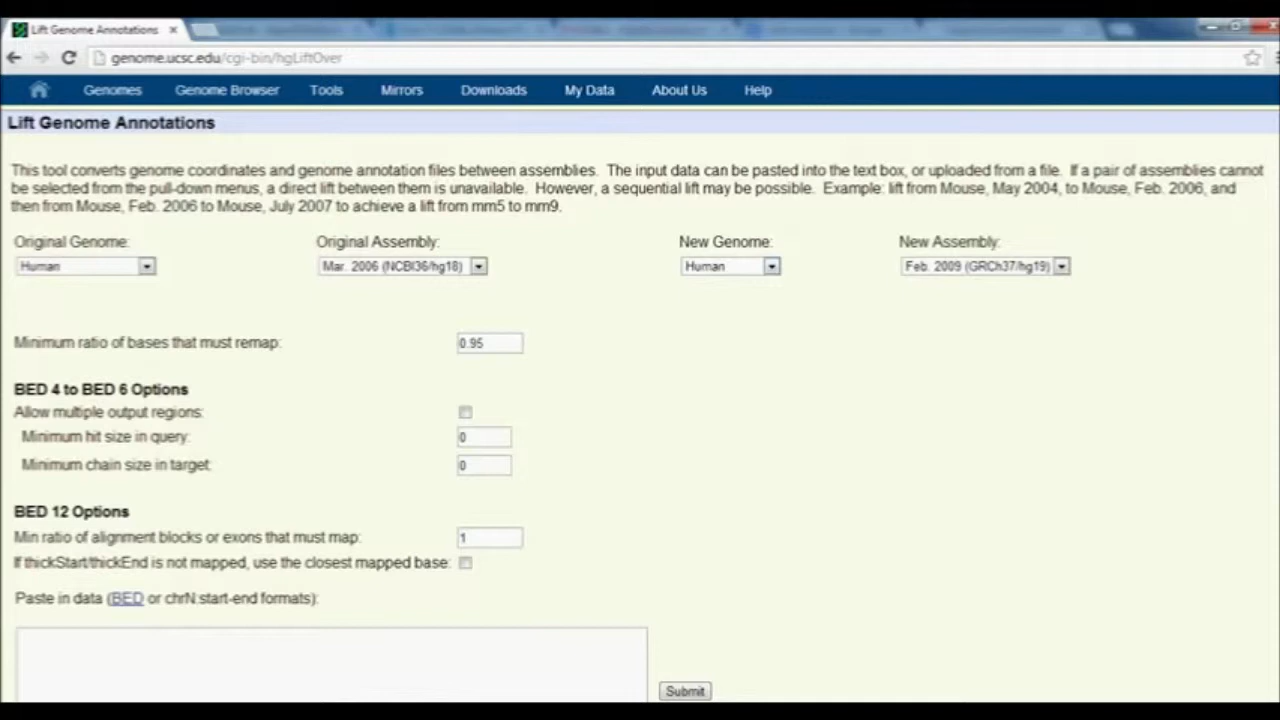 Lift Genome Annotations
genome.ucsc.edu/cgi-bin/hgLiftOver
Genomes Genome Browser Tools Mirrors Downloads My Data About Us Help
Lift Genome Annotations
This tool converts genome coordinates and genome annotation files between assemblies. The input data can be pasted into the text box, or uploaded from a file. If a pair of assemblies cannot
be selected from the pull-down menus, a direct lift between them is unavailable. However, a sequential lift may be possible. Example: lift from Mouse, May 2004, to Mouse, Feb. 2006, and
then from Mouse, Feb. 2006 to Mouse, July 2007 to achieve a lift from mm5 to mm9.
Original Genome: Original Assembly: New Genome: New Assembly:
Human Mar. 2006 (NCBI36/hg18) Human Feb. 2009 (GRCh37/hg19)
Minimum ratio of bases that must remap: 0.95
BED 4 to BED 6 Options
Allow multiple output regions:
Minimum hit size in query: 0
Minimum chain size in target: 0
BED 12 Options
Min ratio of alignment blocks or exons that must map: 1
If thickStart/thickEnd is not mapped, use the closest mapped base:
Paste in data (BED or chrN:start-end formats):
Submit